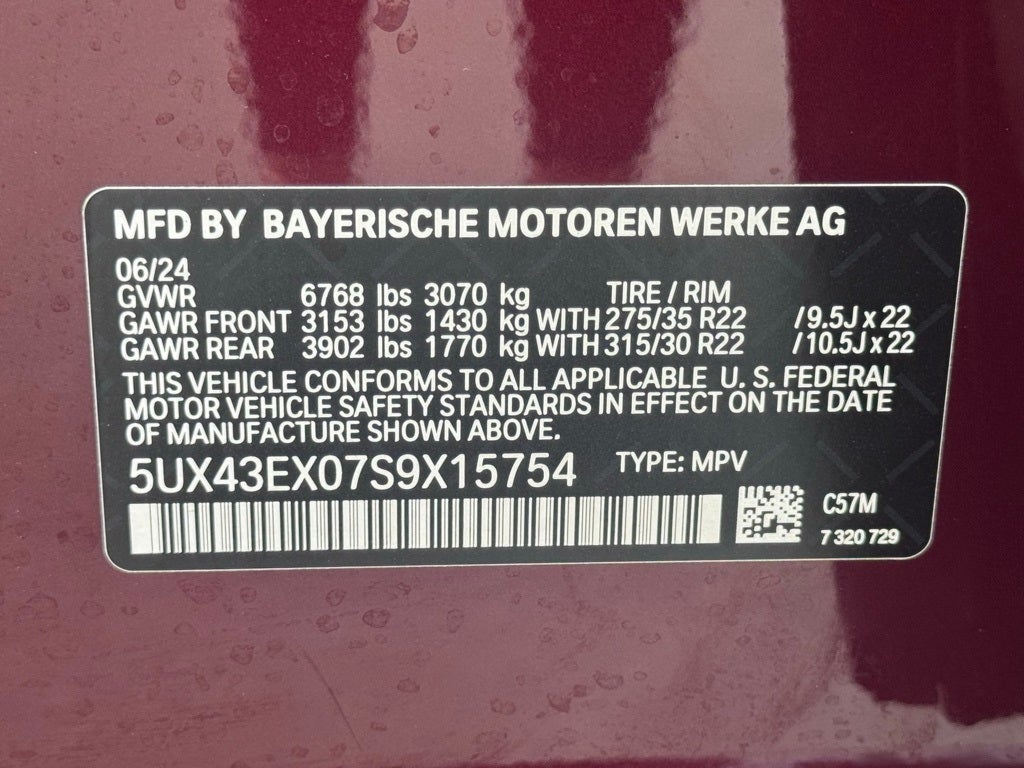 MFD BY BAYERISCHE MOTOREN WERKE AG
06/24
GVWR 6768 lbs 3070 kg TIRE / RIM
GAWR FRONT 3153 lbs 1430 kg WITH 275/35 R22 / 9.5J x 22
GAWR REAR 3902 lbs 1770 kg WITH 315/30 R22 / 10.5J x 22
THIS VEHICLE CONFORMS TO ALL APPLICABLE U. S. FEDERAL
MOTOR VEHICLE SAFETY STANDARDS IN EFFECT ON THE DATE
OF MANUFACTURE SHOWN ABOVE.
5UX43EX07S9X15754 TYPE: MPV
C57M
7 320 729